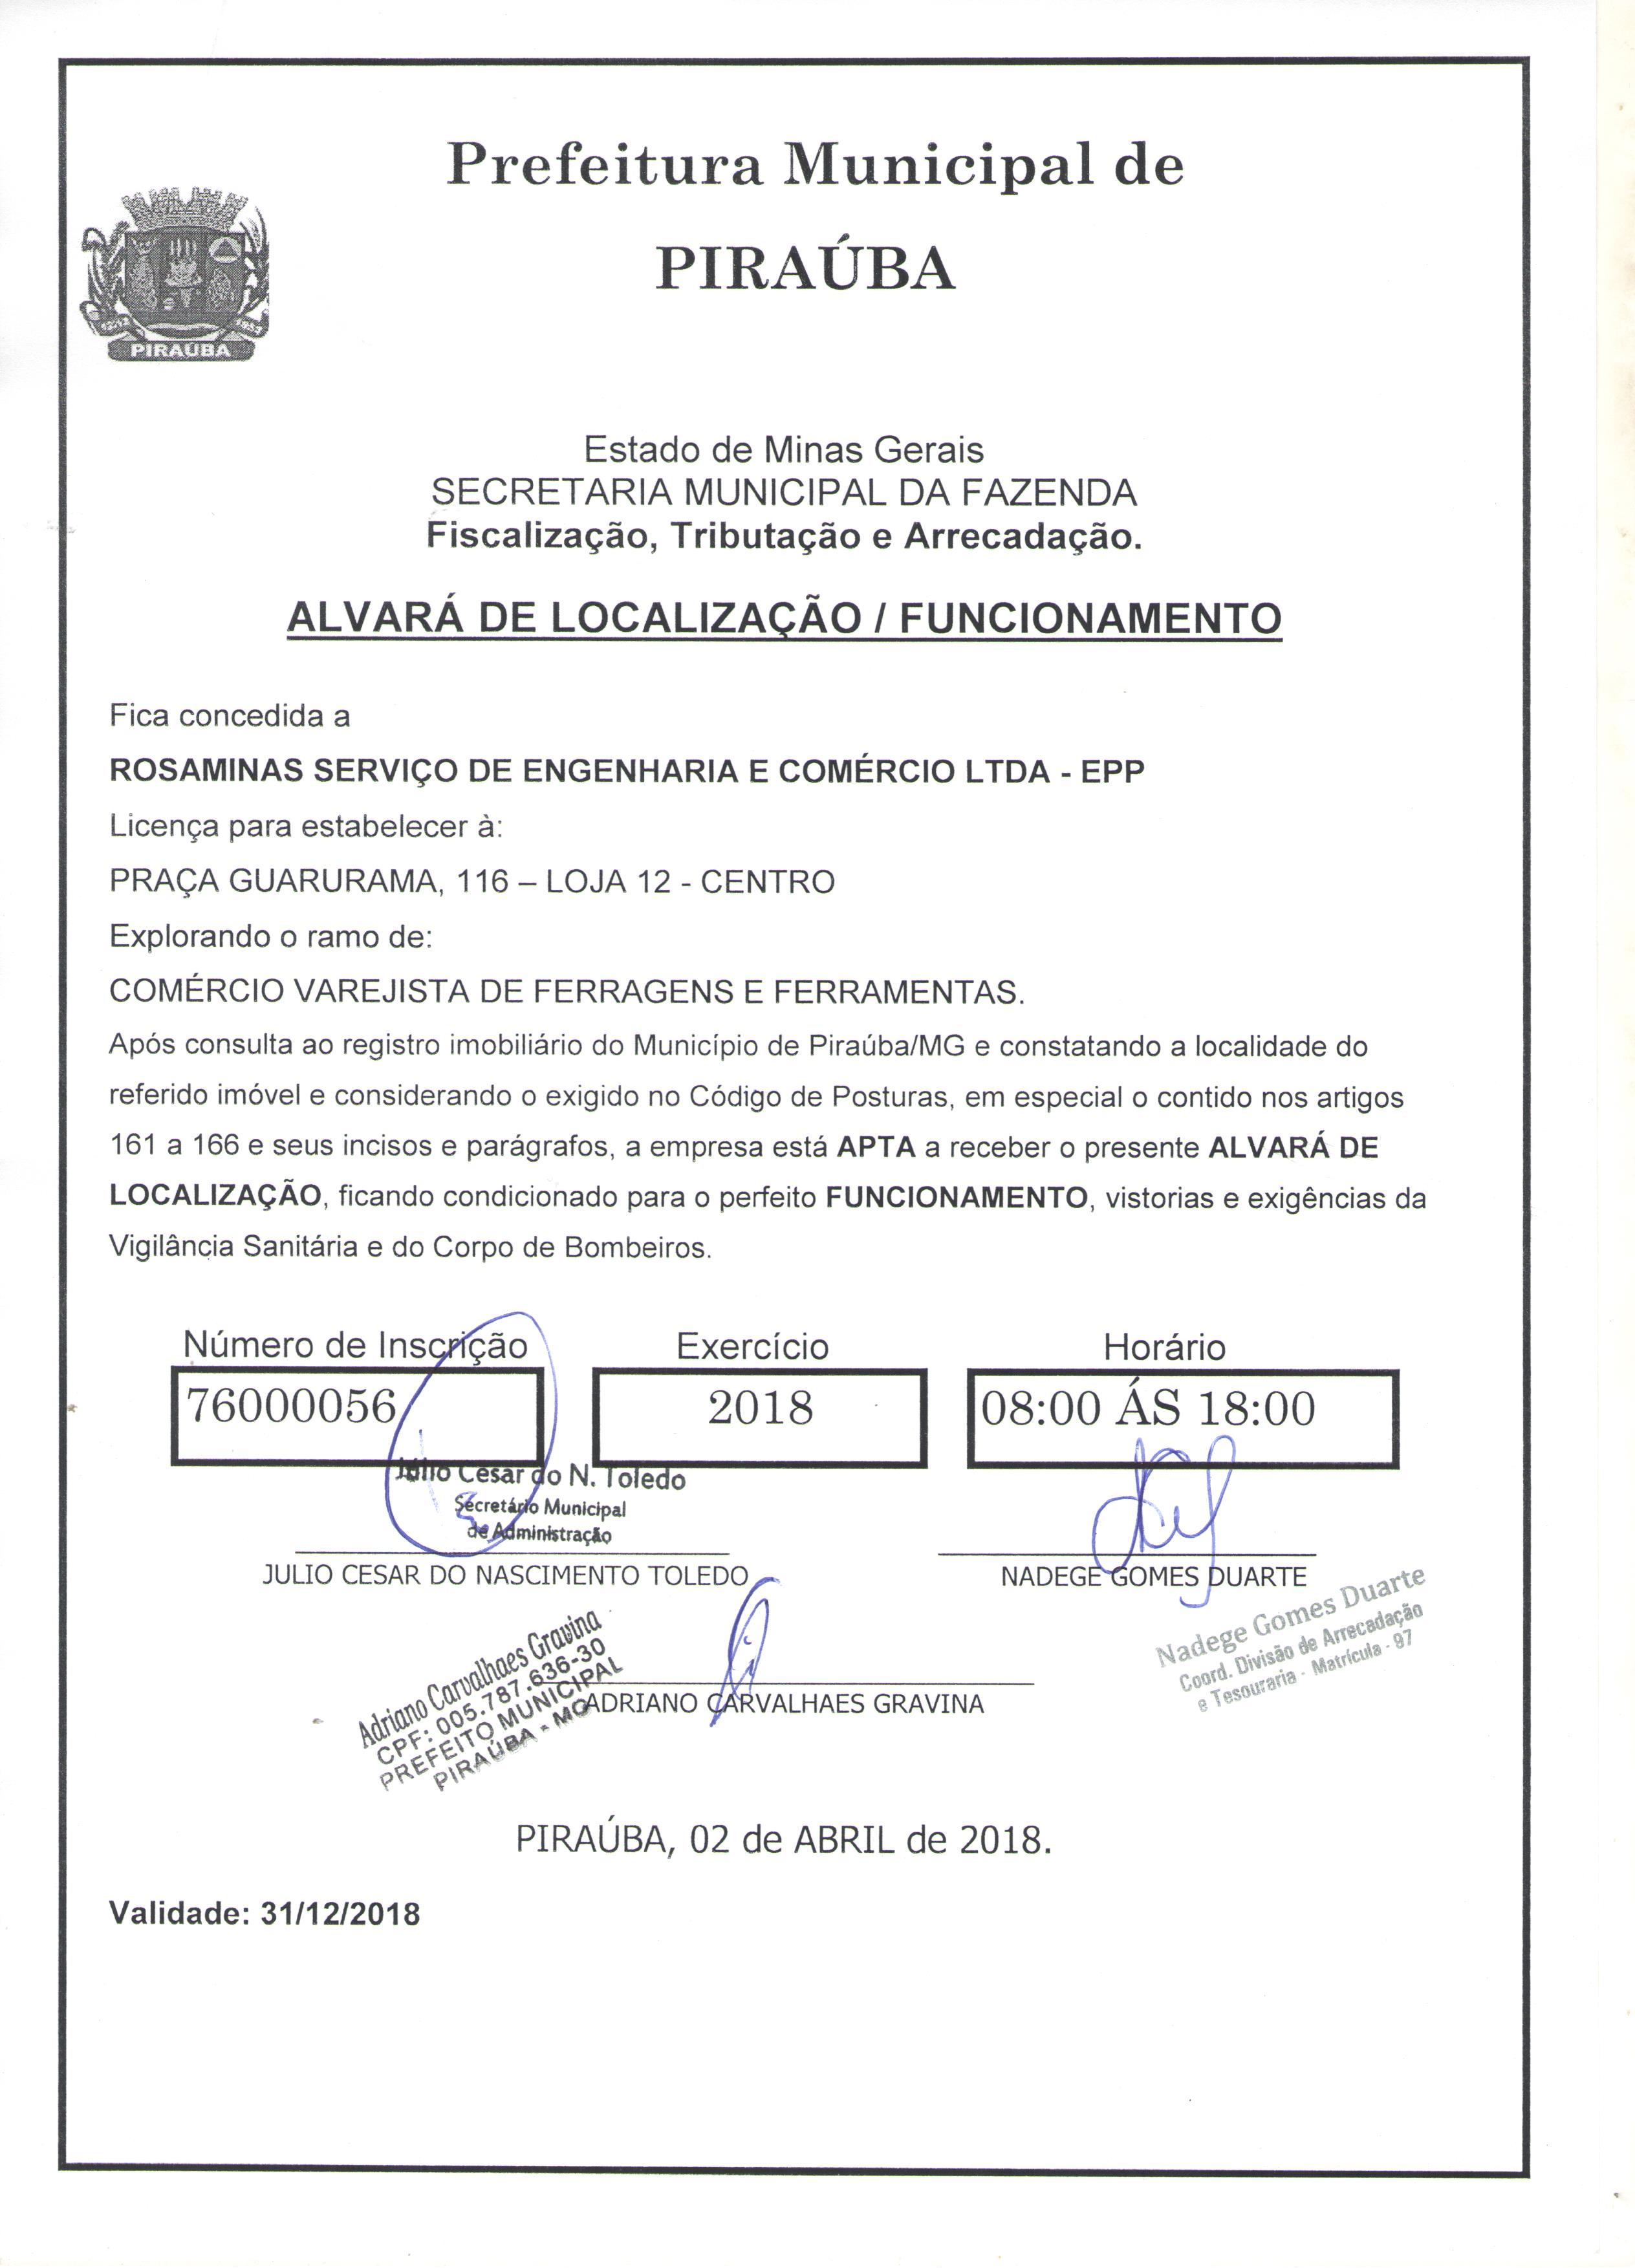 Prefeitura Municipal de
PIRAÚBA
PIRAÚBA
Estado de Minas Gerais
SECRETARIA MUNICIPAL DA FAZENDA
Fiscalização, Tributação e Arrecadação.
ALVARÁ DE LOCALIZAÇÃO / FUNCIONAMENTO
Fica concedida a
ROSAMINAS SERVIÇO DE ENGENHARIA E COMÉRCIO LTDA - EPP
Licença para estabelecer à:
PRAÇA GUARURAMA, 116 – LOJA 12 - CENTRO
Explorando o ramo de:
COMÉRCIO VAREJISTA DE FERRAGENS E FERRAMENTAS.
Após consulta ao registro imobiliário do Município de Piraúba/MG e constatando a localidade do
referido imóvel e considerando o exigido no Código de Posturas, em especial o contido nos artigos
161 a 166 e seus incisos e parágrafos, a empresa está APTA a receber o presente ALVARÁ DE
LOCALIZAÇÃO, ficando condicionado para o perfeito FUNCIONAMENTO, vistorias e exigências da
Vigilância Sanitária e do Corpo de Bombeiros.
Número de Inscrição Exercício Horário
76000056 2018 08:00 ÁS 18:00
Júlio Cesar do N. Toledo
Secretário Municipal
de Administração
JULIO CESAR DO NASCIMENTO TOLEDO NADEGE GOMES DUARTE
Nadege Gomes Duarte
Coord. Divisão de Arrecadação
e Tesouraria - Matrícula - 97
Adriano Carvalhaes Gravina
CPF: 005.787.636-30
PREFEITO MUNICIPAL
PIRAÚBA - MG
ADRIANO CARVALHAES GRAVINA
PIRAÚBA, 02 de ABRIL de 2018.
Validade: 31/12/2018